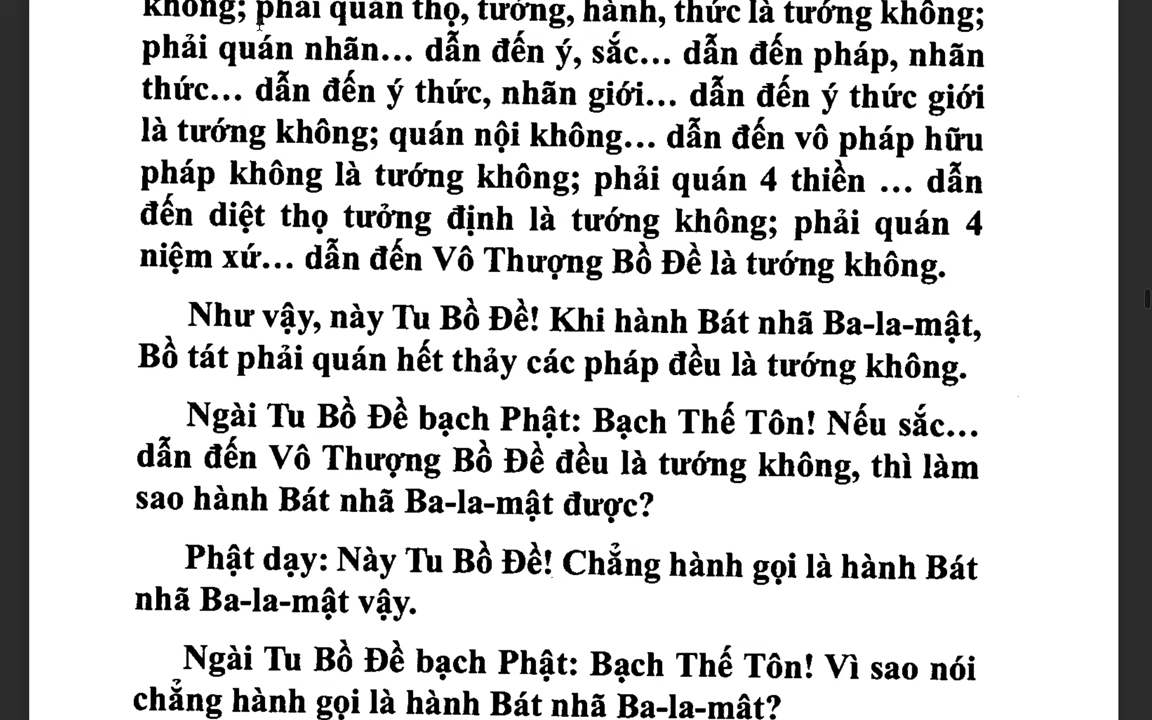 không; phải quán thọ, tưởng, hành, thức là tướng không;
phải quán nhãn... dẫn đến ý, sắc... dẫn đến pháp, nhãn
thức... dẫn đến ý thức, nhãn giới... dẫn đến ý thức giới
là tướng không; quán nội không... dẫn đến vô pháp hữu
pháp không là tướng không; phải quán 4 thiền ... dẫn
đến diệt thọ tưởng định là tướng không; phải quán 4
niệm xứ... dẫn đến Vô Thượng Bồ Đề là tướng không.
Như vậy, này Tu Bồ Đề! Khi hành Bát nhã Ba-la-mật,
Bồ tát phải quán hết thảy các pháp đều là tướng không.
Ngài Tu Bồ Đề bạch Phật: Bạch Thế Tôn! Nếu sắc...
dẫn đến Vô Thượng Bồ Đề đều là tướng không, thì làm
sao hành Bát nhã Ba-la-mật được?
Phật dạy: Này Tu Bồ Đề! Chẳng hành gọi là hành Bát
nhã Ba-la-mật vậy.
Ngài Tu Bồ Đề bạch Phật: Bạch Thế Tôn! Vì sao nói
chẳng hành gọi là hành Bát nhã Ba-la-mật?